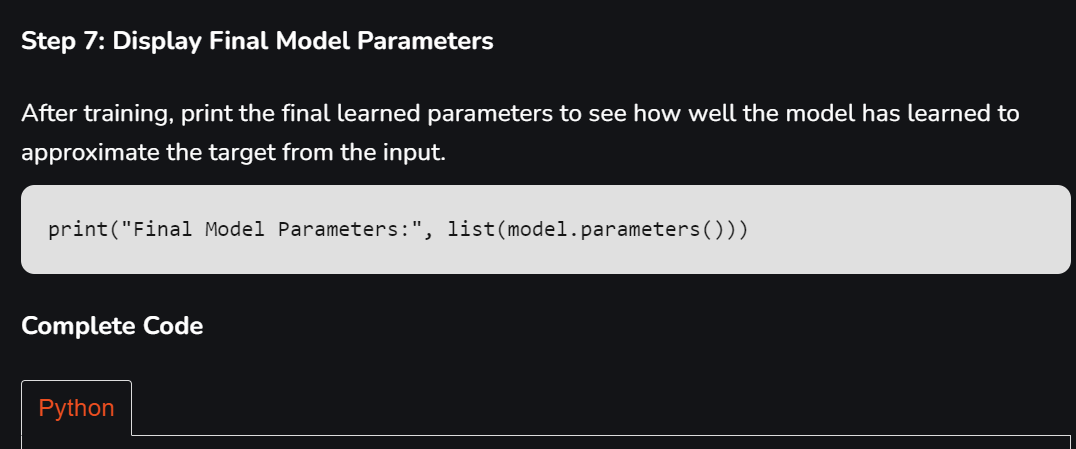 Step 7: Display Final Model Parameters
After training, print the final learned parameters to see how well the model has learned to
approximate the target from the input.
print("Final Model Parameters:", list(model.parameters()))
Complete Code
Python